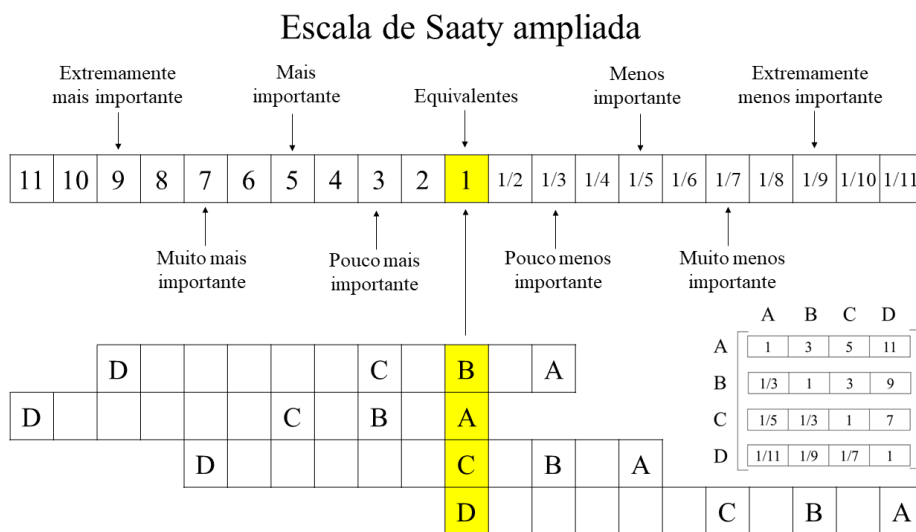 Escala de Saaty ampliada
Extremamente
mais importante
Mais
importante
Equivalentes
Menos
importante
Extremamente
menos importante
11 10 9 8 7 6 5 4 3 2 1 1/2 1/3 1/4 1/5 1/6 1/7 1/8 1/9 1/10 1/11
Muito mais
importante
Pouco mais
importante
Pouco menos
importante
Muito menos
importante
A B C D
A 1 3 5 11
B 1/3 1 3 9
C 1/5 1/3 1 7
D 1/11 1/9 1/7 1
D C B A
D C B A
D C B A
D C B A